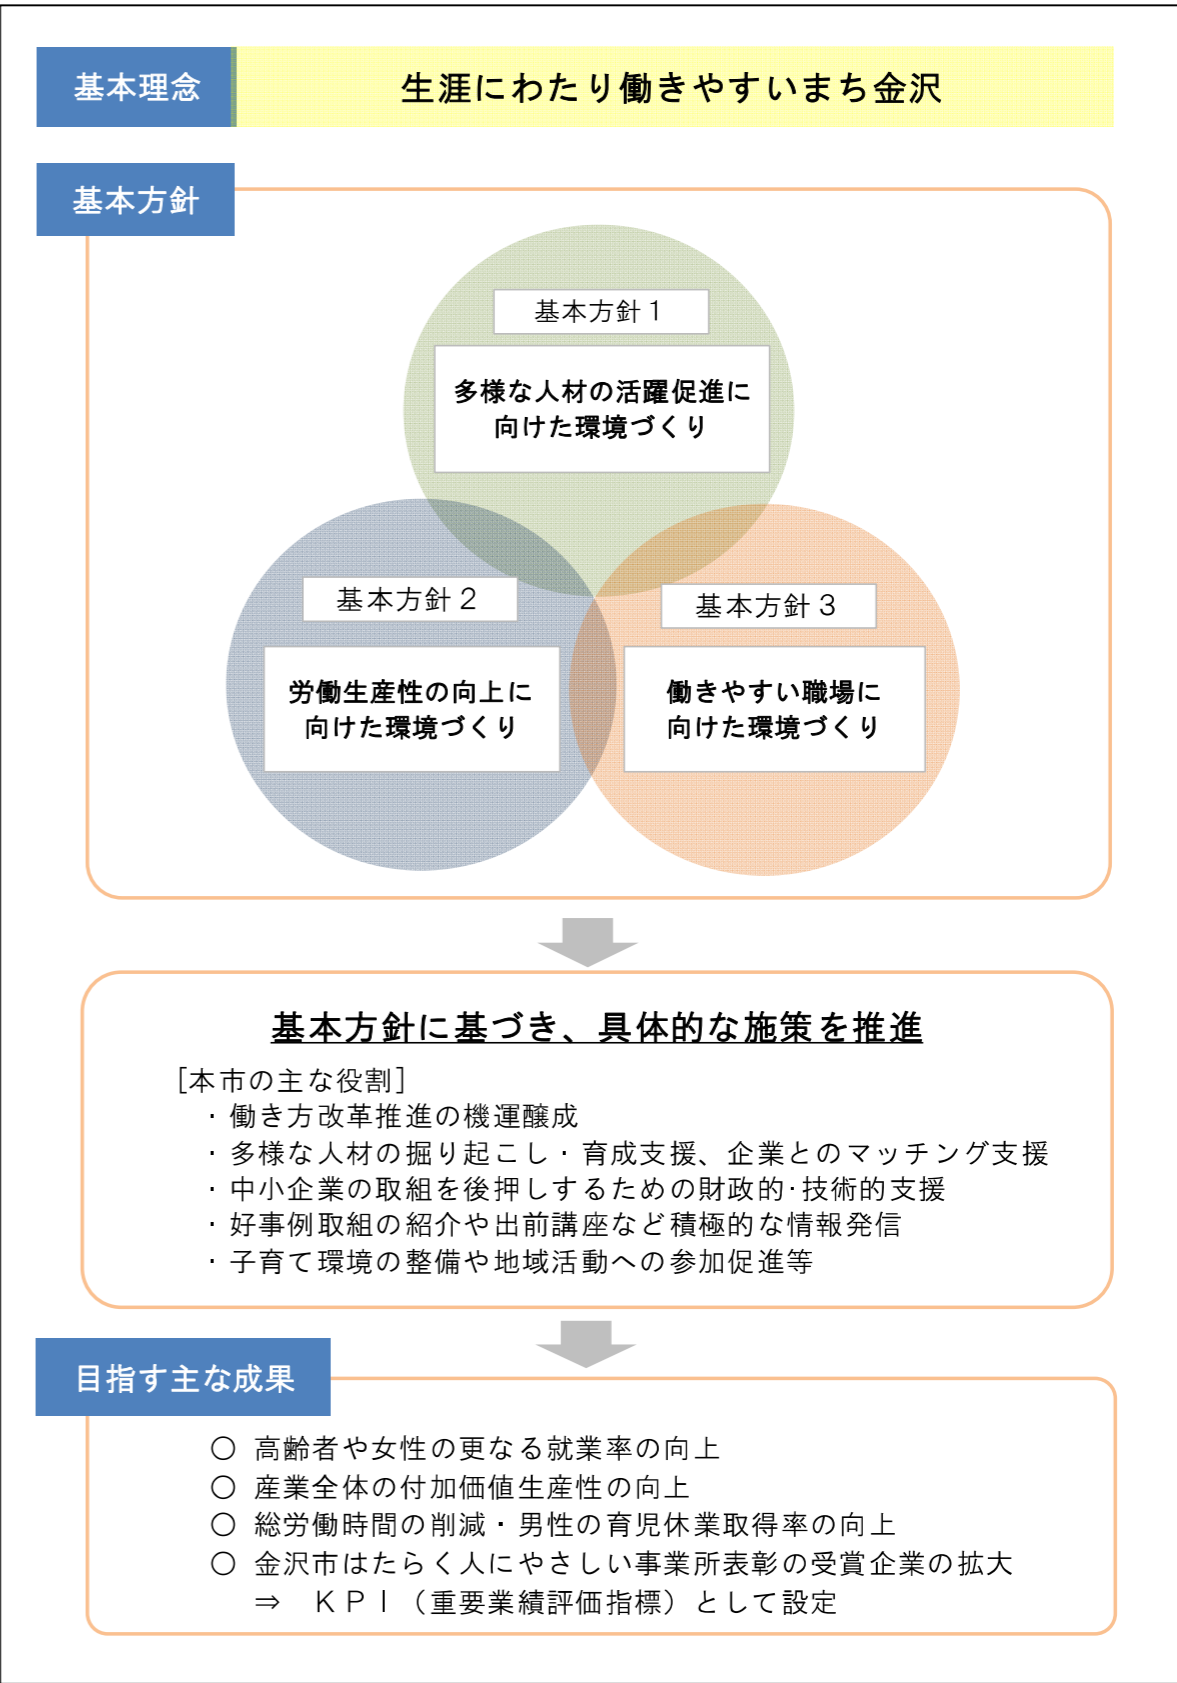 基本理念
生涯にわたり働きやすいまち金沢
基本方針
基本方針1
多様な人材の活躍促進に
向けた環境づくり
基本方針2
労働生産性の向上に
向けた環境づくり
基本方針3
働きやすい職場に
向けた環境づくり
基本方針に基づき、具体的な施策を推進
[本市の主な役割]
・働き方改革推進の機運醸成
・多様な人材の掘り起こし・育成支援、企業とのマッチング支援
・中小企業の取組を後押しするための財政的･技術的支援
・好事例取組の紹介や出前講座など積極的な情報発信
・子育て環境の整備や地域活動への参加促進等
目指す主な成果
○ 高齢者や女性の更なる就業率の向上
○ 産業全体の付加価値生産性の向上
○ 総労働時間の削減・男性の育児休業取得率の向上
○ 金沢市はたらく人にやさしい事業所表彰の受賞企業の拡大
⇒ ＫＰＩ（重要業績評価指標）として設定